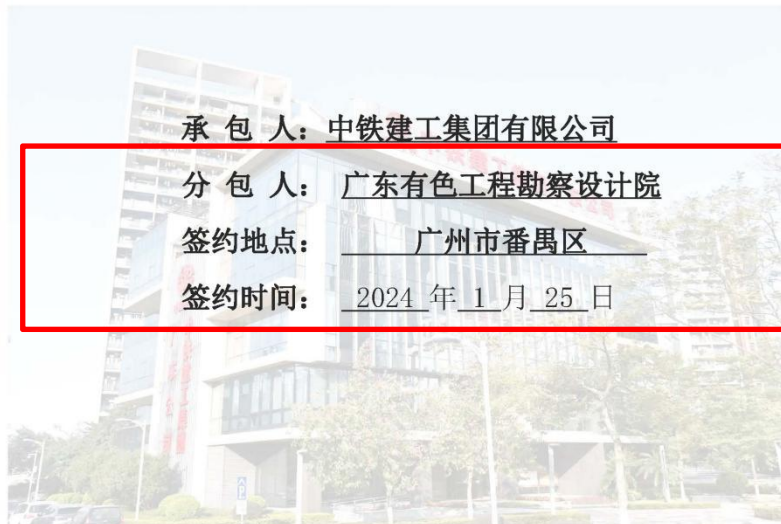 承 包 人：中铁建工集团有限公司
分 包 人： 广东有色工程勘察设计院
签约地点： 广州市番禺区
签约时间： 2024 年 1 月 25 日